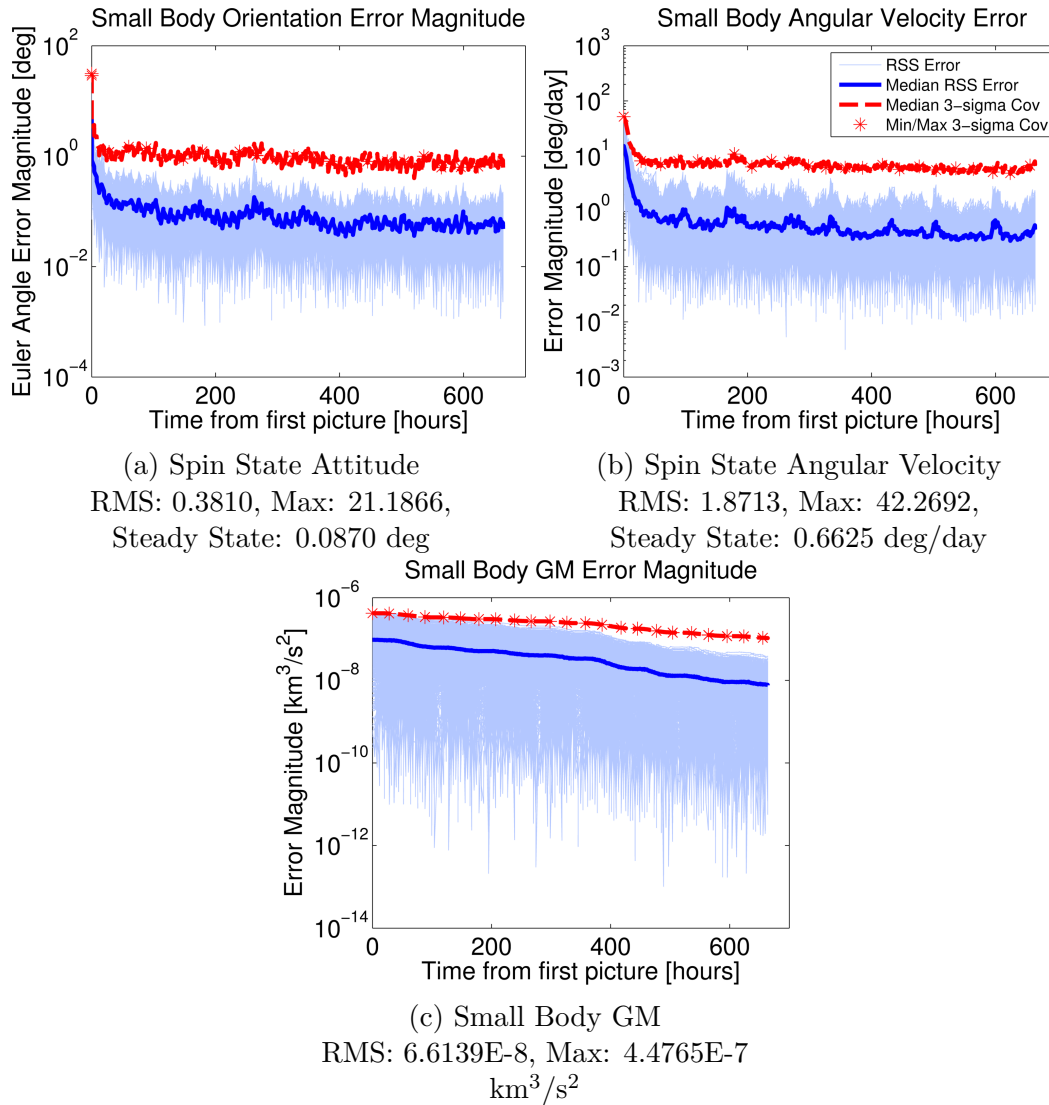 Small Body Orientation Error Magnitude
Euler Angle Error Magnitude [deg]
10^2
10^0
10^−2
10^−4
0
200
400
600
Time from first picture [hours]
(a) Spin State Attitude
RMS: 0.3810, Max: 21.1866,
Steady State: 0.0870 deg
Small Body Angular Velocity Error
Error Magnitude [deg/day]
10^3
10^2
10^1
10^0
10^−1
10^−2
10^−3
RSS Error
Median RSS Error
Median 3−sigma Cov
Min/Max 3−sigma Cov
0
200
400
600
Time from first picture [hours]
(b) Spin State Angular Velocity
RMS: 1.8713, Max: 42.2692,
Steady State: 0.6625 deg/day
Small Body GM Error Magnitude
Error Magnitude [km^3/s^2]
10^−6
10^−8
10^−10
10^−12
10^−14
0
200
400
600
Time from first picture [hours]
(c) Small Body GM
RMS: 6.6139E-8, Max: 4.4765E-7
km^3/s^2